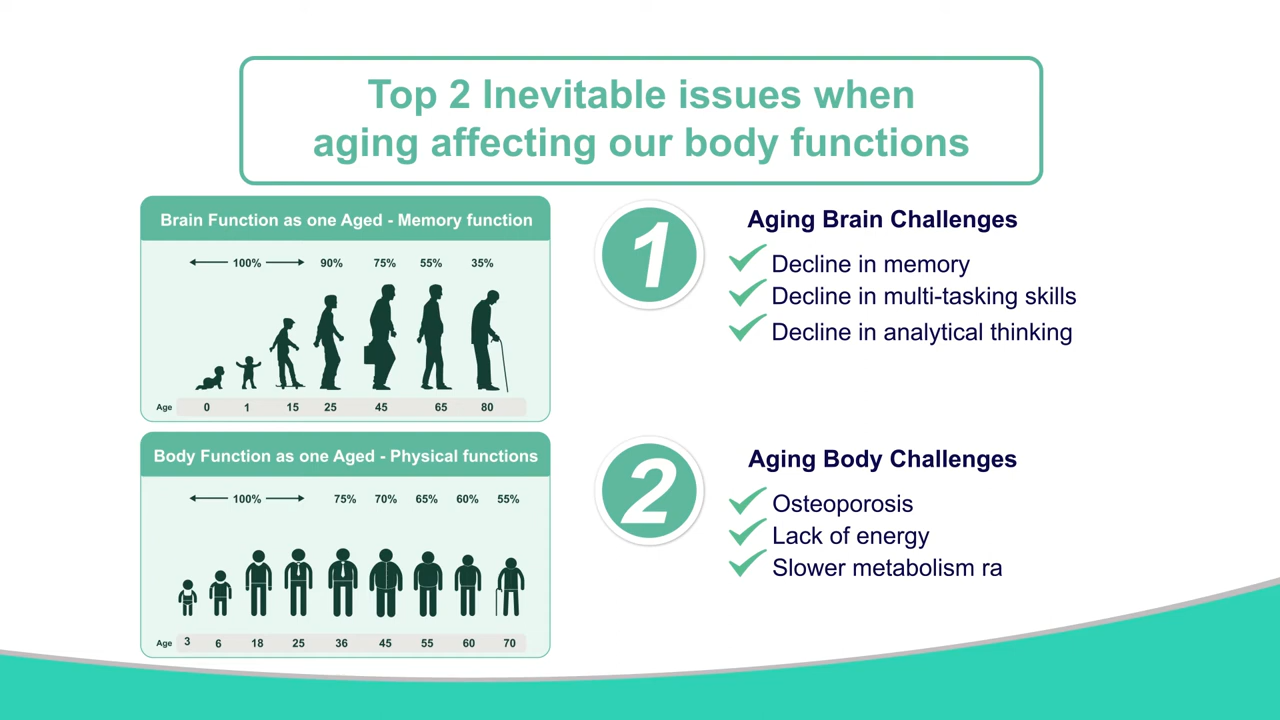 Top 2 Inevitable issues when
aging affecting our body functions
Brain Function as one Aged - Memory function
100% 90% 75% 55% 35%
Age 0 1 15 25 45 65 80
Body Function as one Aged - Physical functions
100% 75% 70% 65% 60% 55%
Age 3 6 18 25 36 45 55 60 70
1
Aging Brain Challenges
Decline in memory
Decline in multi-tasking skills
Decline in analytical thinking
2
Aging Body Challenges
Osteoporosis
Lack of energy
Slower metabolism ra